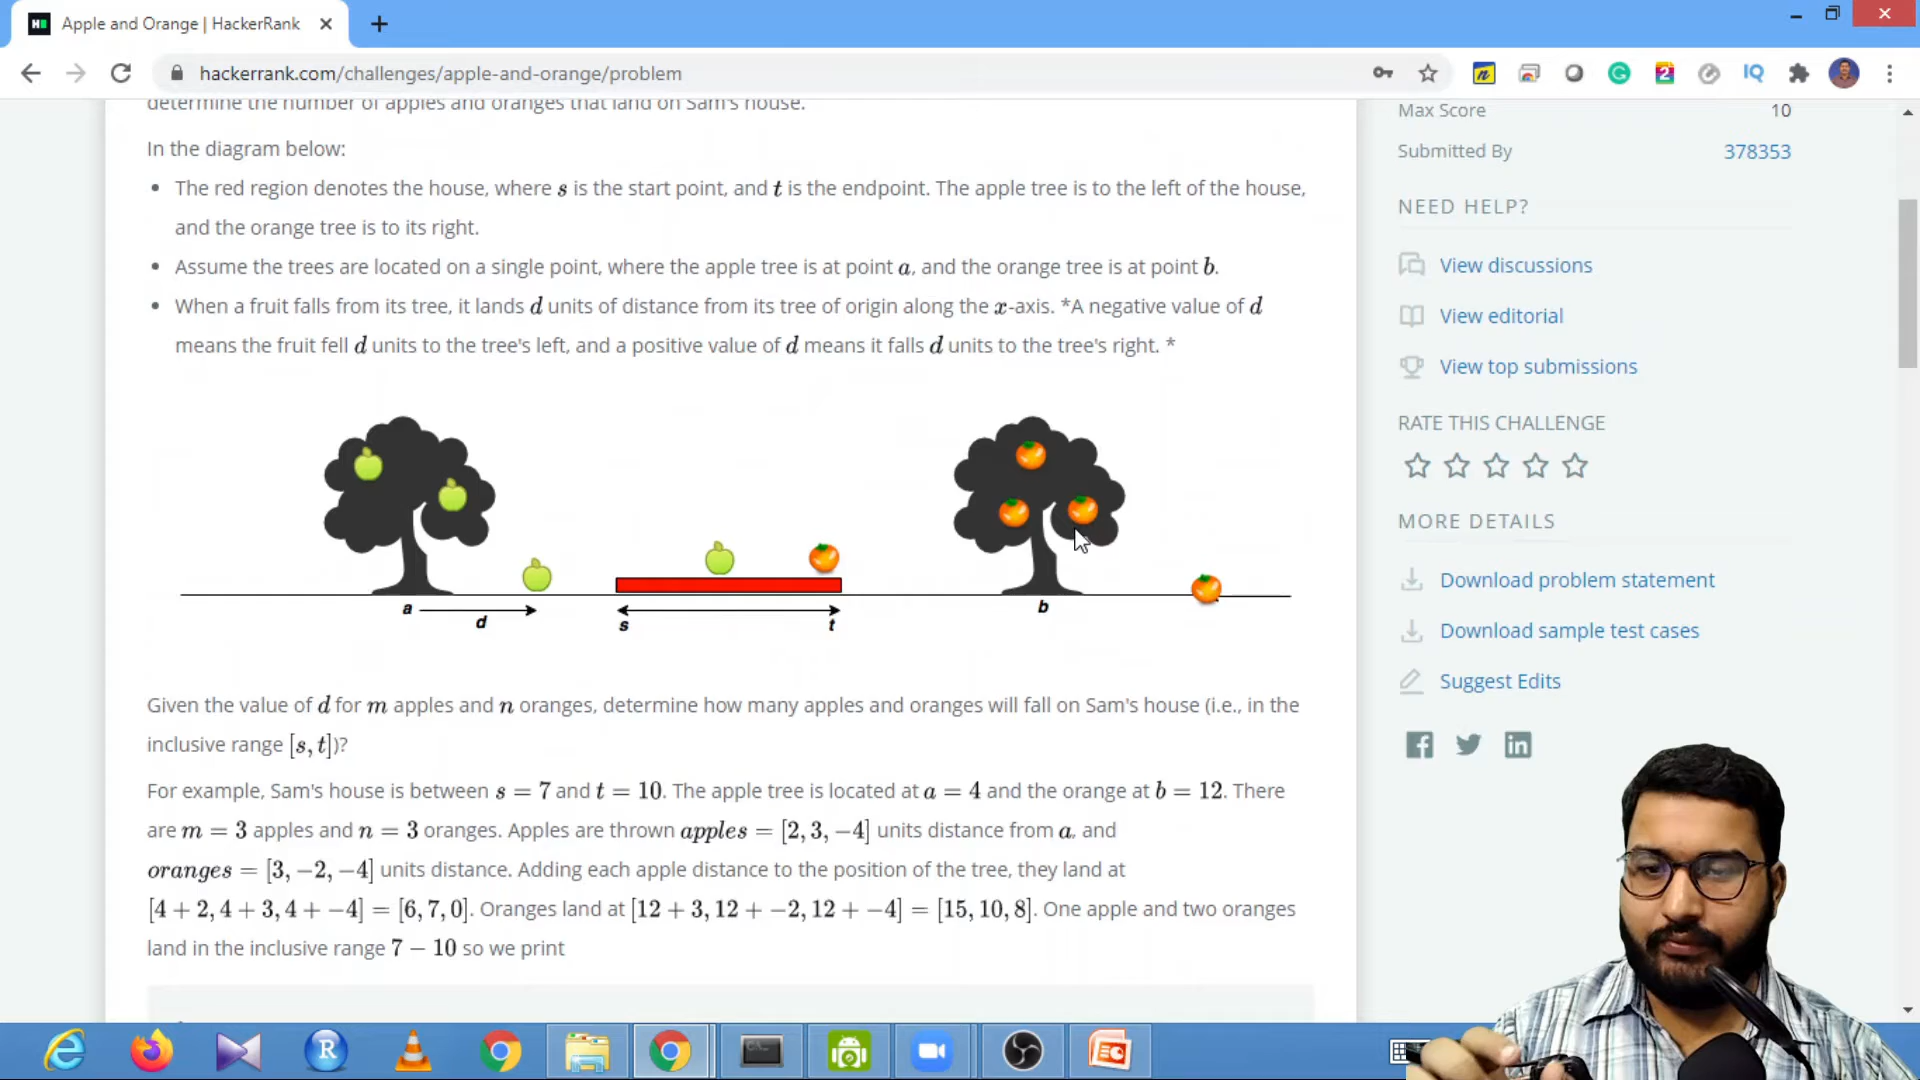 Apple and Orange | HackerRank
hackerrank.com/challenges/apple-and-orange/problem
determine the number of apples and oranges that land on Sam's house.
In the diagram below:
The red region denotes the house, where s is the start point, and t is the endpoint. The apple tree is to the left of the house,
and the orange tree is to its right.
Assume the trees are located on a single point, where the apple tree is at point a, and the orange tree is at point b.
When a fruit falls from its tree, it lands d units of distance from its tree of origin along the x-axis. *A negative value of d
means the fruit fell d units to the tree's left, and a positive value of d means it falls d units to the tree's right. *
a
d
s
t
b
Given the value of d for m apples and n oranges, determine how many apples and oranges will fall on Sam's house (i.e., in the
inclusive range [s, t])?
For example, Sam's house is between s = 7 and t = 10. The apple tree is located at a = 4 and the orange at b = 12. There
are m = 3 apples and n = 3 oranges. Apples are thrown apples = [2, 3, −4] units distance from a, and
oranges = [3, −2, −4] units distance. Adding each apple distance to the position of the tree, they land at
[4 + 2, 4 + 3, 4 + −4] = [6, 7, 0]. Oranges land at [12 + 3, 12 + −2, 12 + −4] = [15, 10, 8]. One apple and two oranges
land in the inclusive range 7 − 10 so we print
Max Score 10
Submitted By 378353
NEED HELP?
View discussions
View editorial
View top submissions
RATE THIS CHALLENGE
MORE DETAILS
Download problem statement
Download sample test cases
Suggest Edits